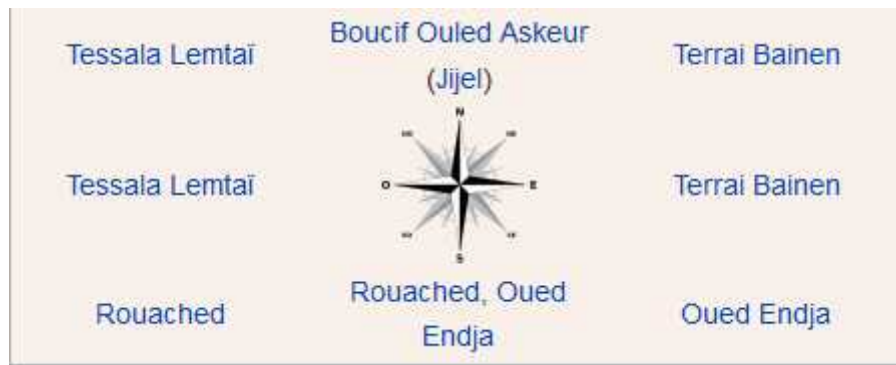 Tessala Lemtaï
Boucif Ouled Askeur
(Jijel)
Terrai Bainen
N
Tessala Lemtaï
O
E
Terrai Bainen
S
Rouached
Rouached, Oued
Endja
Oued Endja